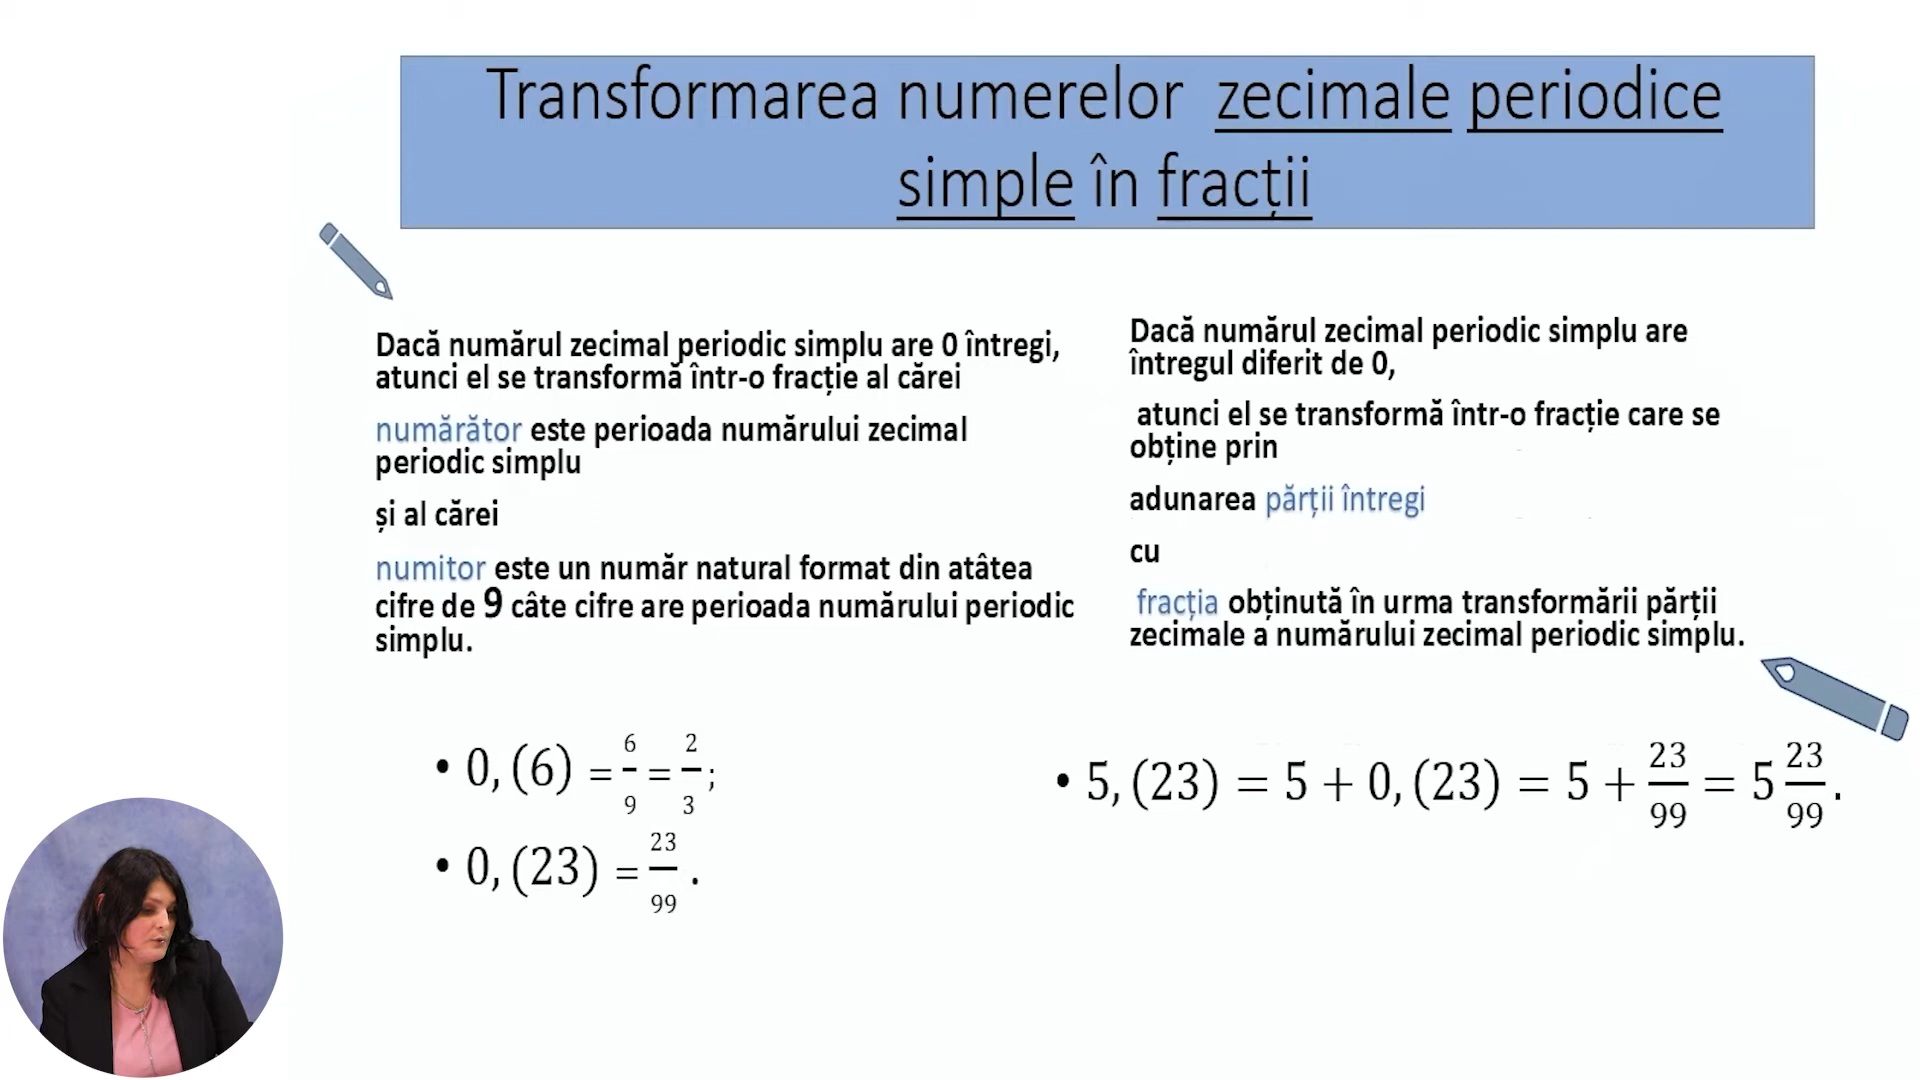 Transformarea numerelor zecimale periodice
simple în fracții
Dacă numărul zecimal periodic simplu are 0 întregi,
atunci el se transformă într-o fracție al cărei
numărător este perioada numărului zecimal
periodic simplu
și al cărei
numitor este un număr natural format din atâtea
cifre de 9 câte cifre are perioada numărului periodic
simplu.
• 0, (6) = 6/9 = 2/3;
• 0, (23) = 23/99.
Dacă numărul zecimal periodic simplu are
întregul diferit de 0,
atunci el se transformă într-o fracție care se
obține prin
adunarea părții întregi
cu
fracția obținută în urma transformării părții
zecimale a numărului zecimal periodic simplu.
• 5, (23) = 5 + 0, (23) = 5 + 23/99 = 5 23/99.